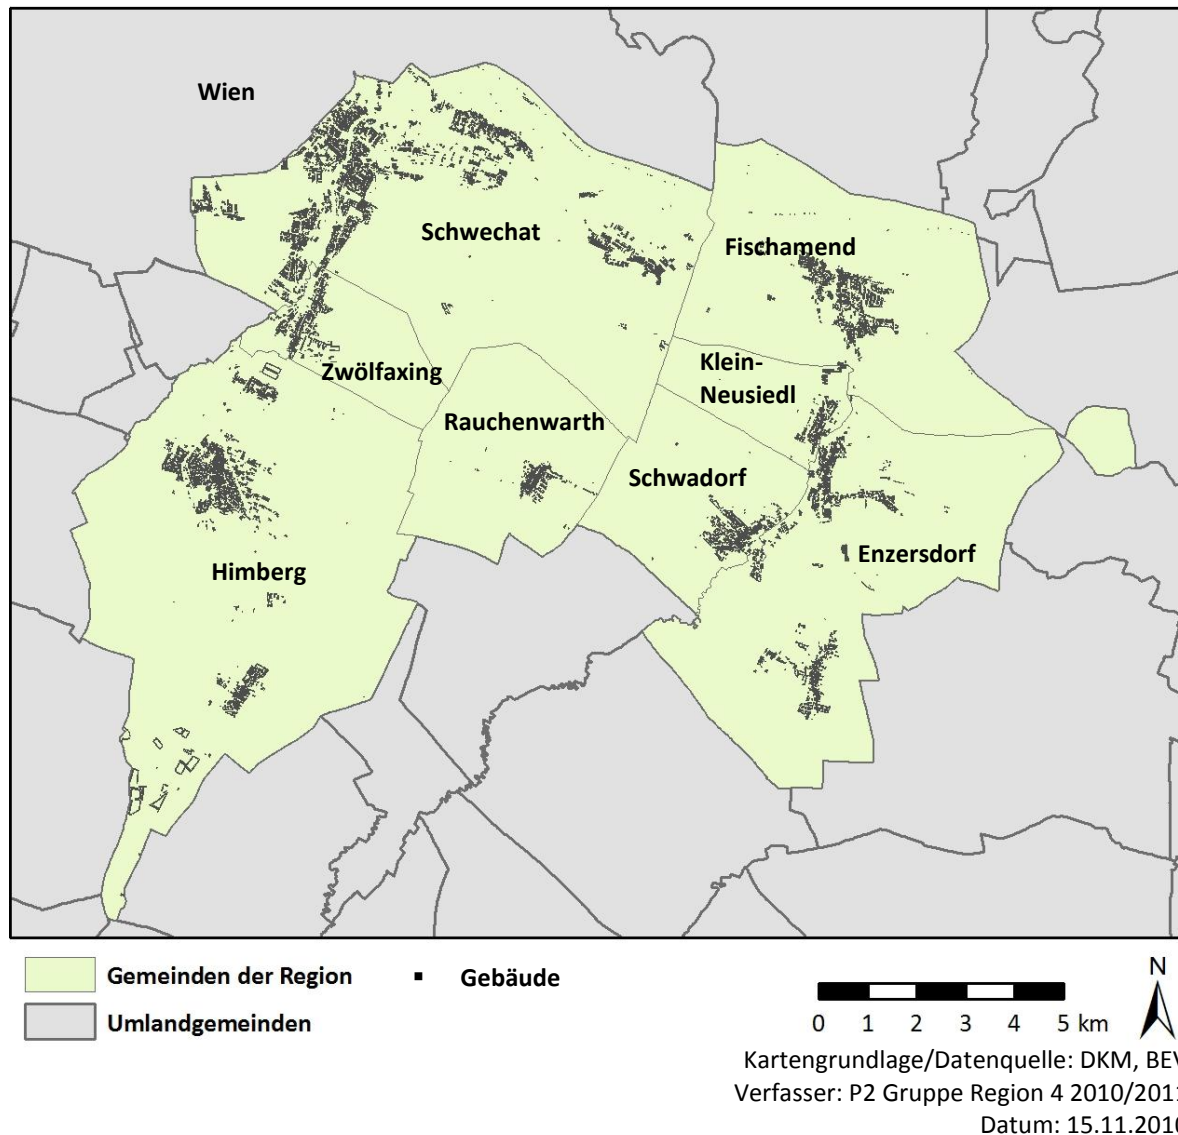 Wien
Schwechat
Fischamend
Zwölfaxing
Klein-
Neusiedl
Rauchenwarth
Schwadorf
Enzersdorf
Himberg
Gemeinden der Region
Gebäude
Umlandgemeinden
N
0 1 2 3 4 5 km
Kartengrundlage/Datenquelle: DKM, BEV
Verfasser: P2 Gruppe Region 4 2010/2011
Datum: 15.11.2010